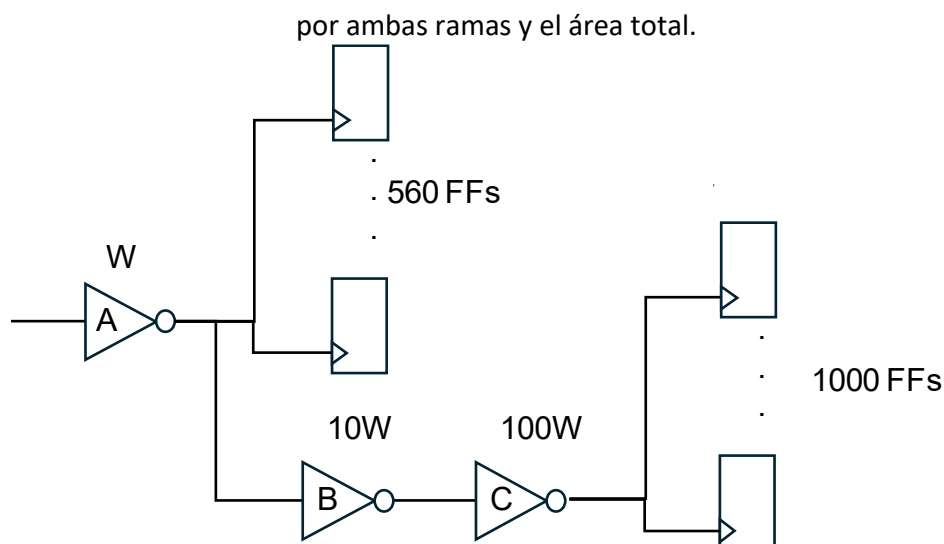 por ambas ramas y el área total.
560 FFs
W
A
1000 FFs
10W
100W
B
C